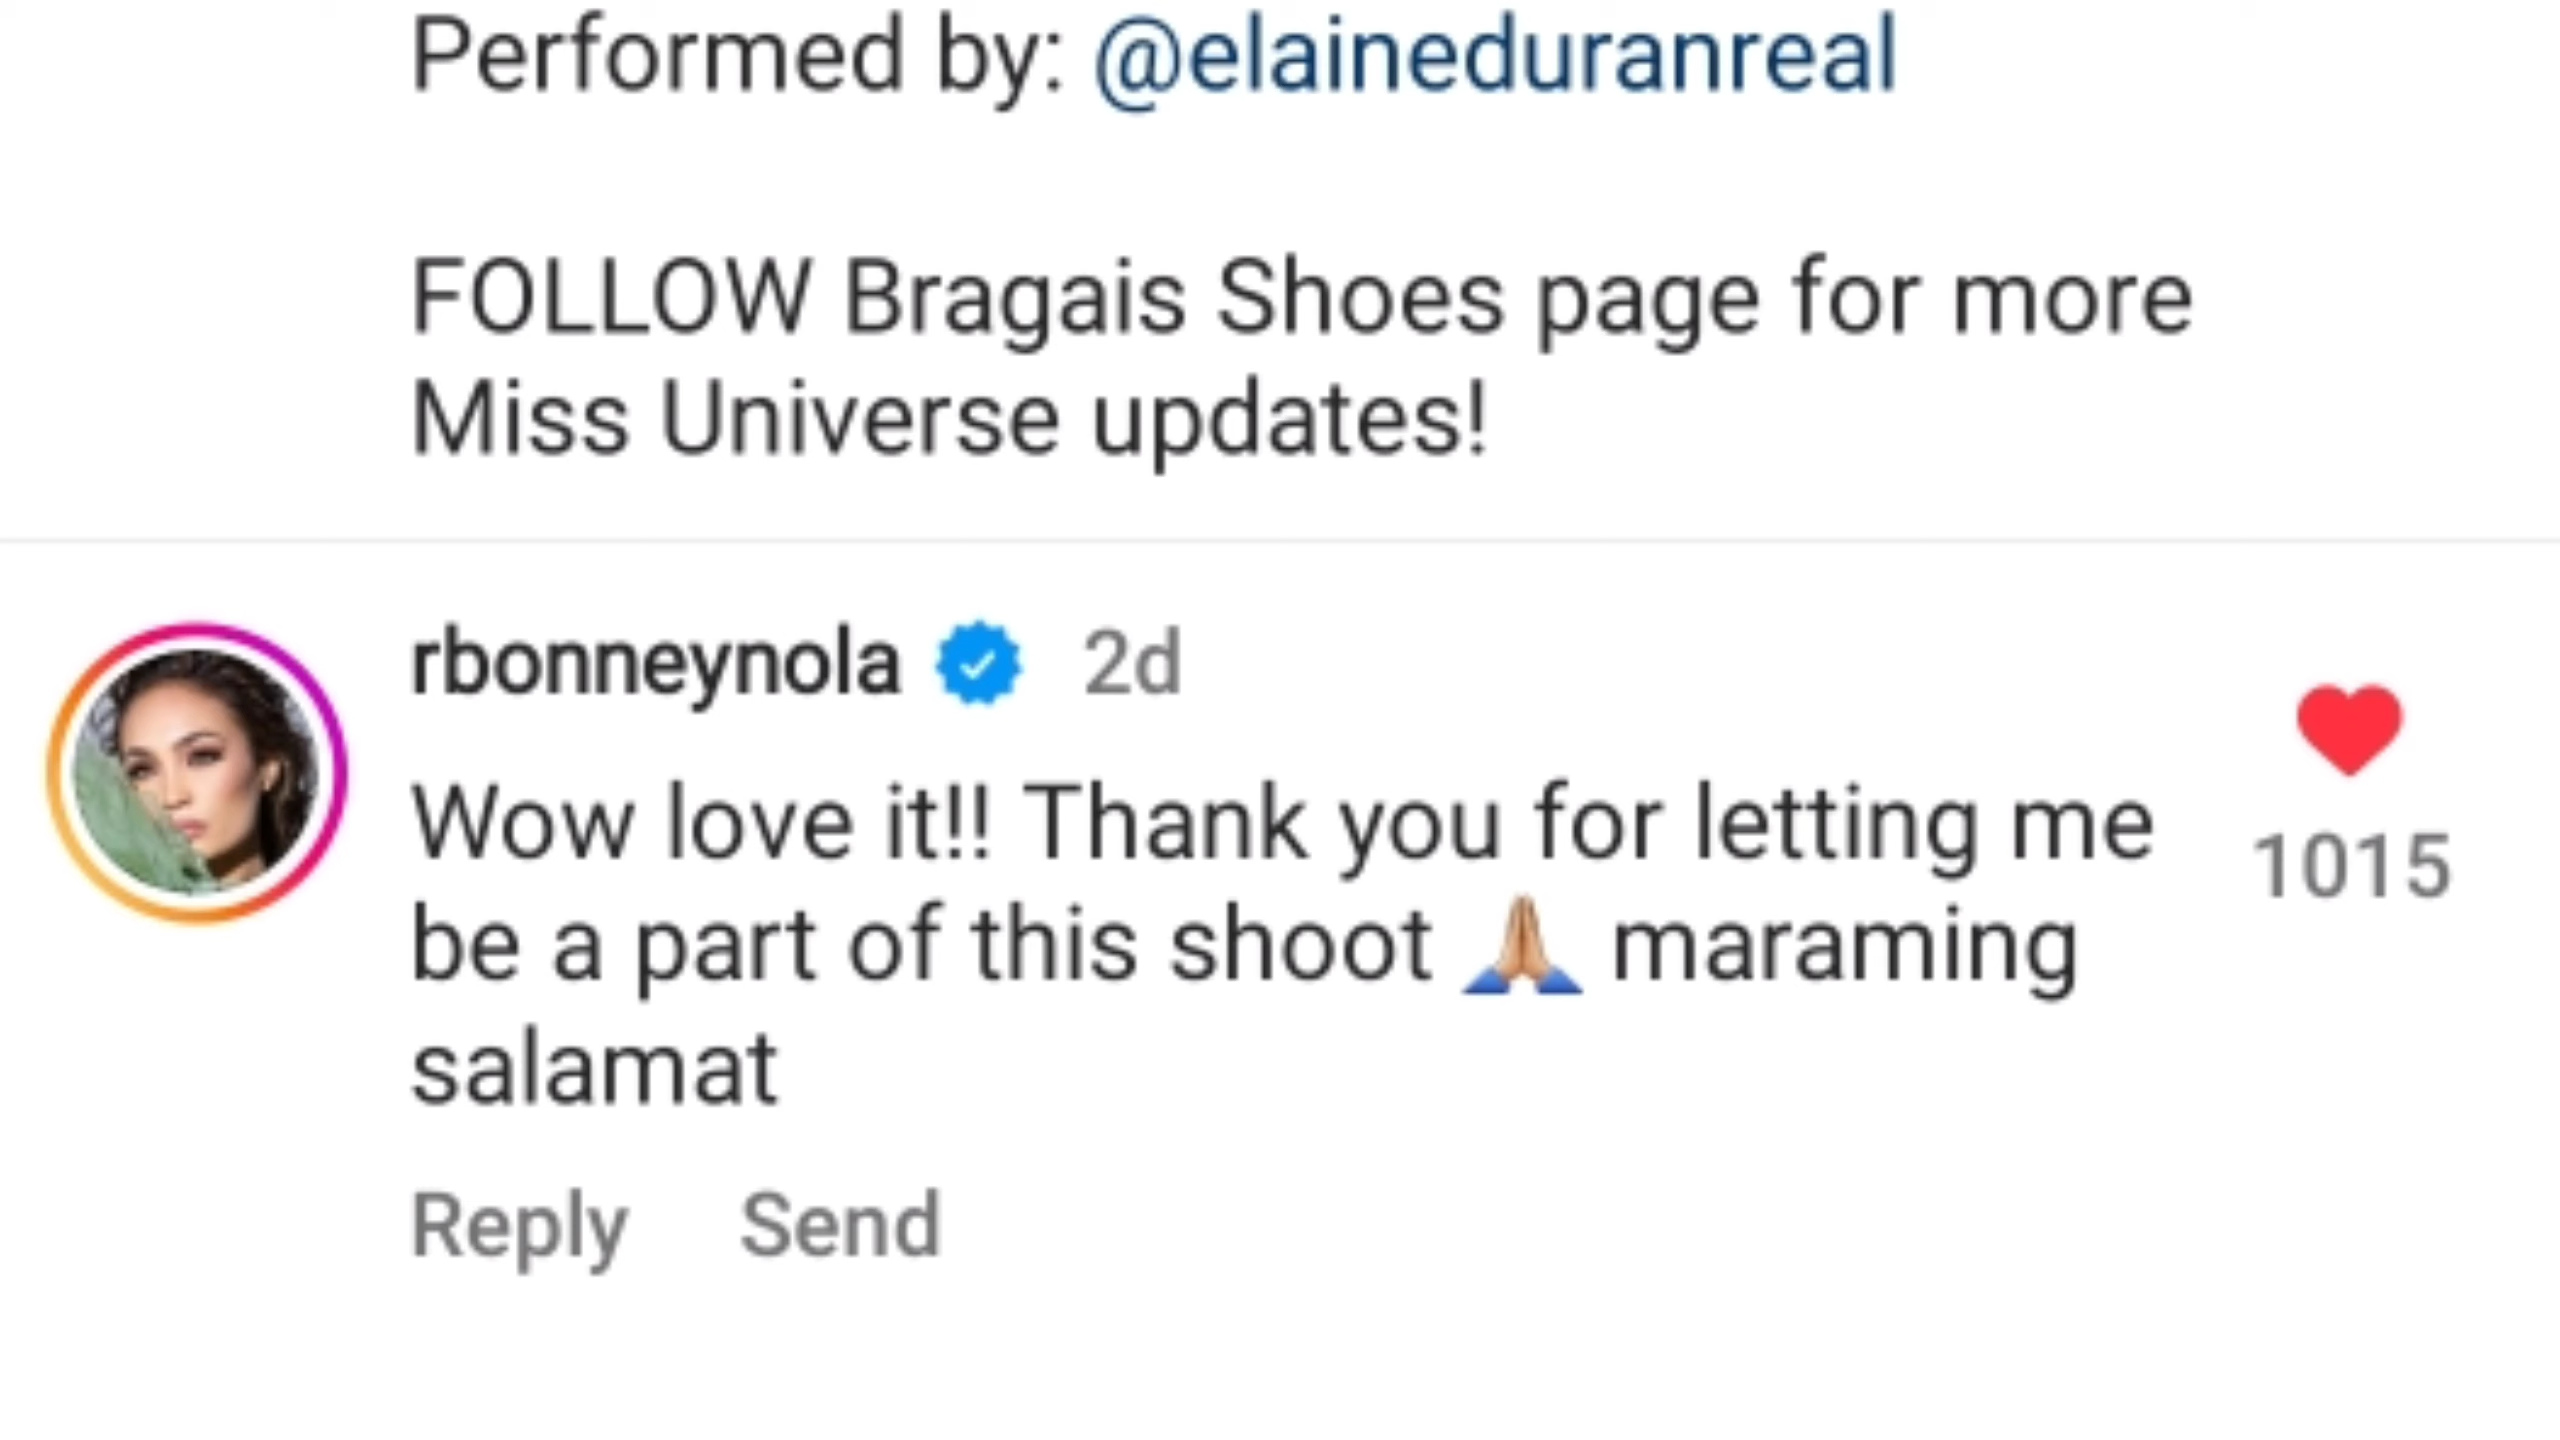 Performed by: @elaineduranreal
FOLLOW Bragais Shoes page for more
Miss Universe updates!
rbonneynola 2d
Wow love it!! Thank you for letting me
be a part of this shoot 🙏🏼 maraming
salamat
1015
Reply Send